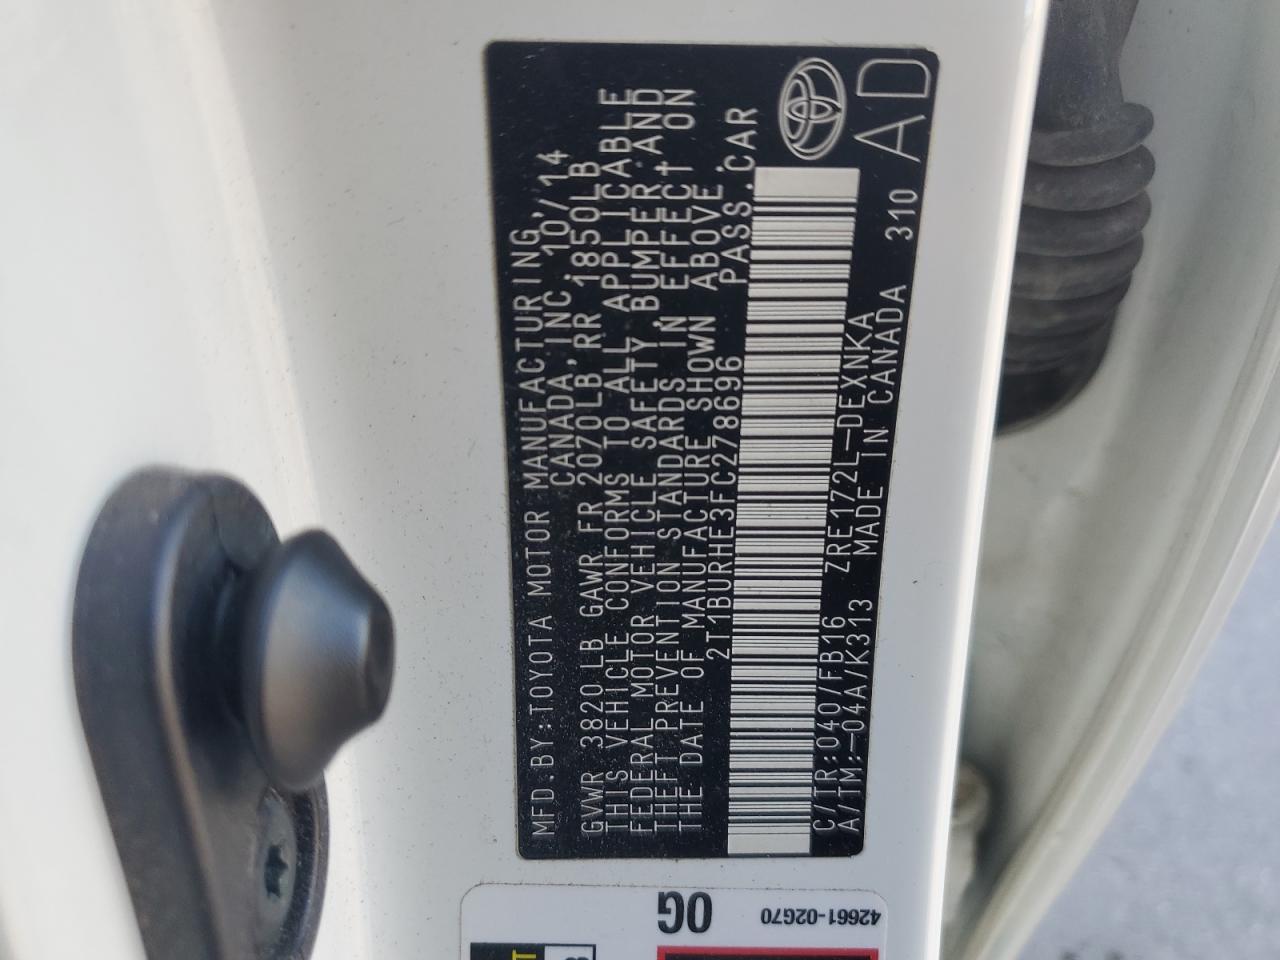 MFD.BY:TOYOTA MOTOR MANUFACTURING,
CANADA, INC. 10/14
GVWR 3820LB GAWR FR 2070LB, RR 1850LB
THIS VEHICLE CONFORMS TO ALL APPLICABLE
FEDERAL MOTOR VEHICLE SAFETY, BUMPER, AND
THEFT PREVENTION STANDARDS IN EFFECT ON
THE DATE OF MANUFACTURE SHOWN ABOVE.
2T1BURHE3FC278696 PASS.CAR
C/TR:040/FB16 ZRE172L-DEXNKA
A/TM:-04A/K313 MADE IN CANADA 310
AD
0G
42661-02G70